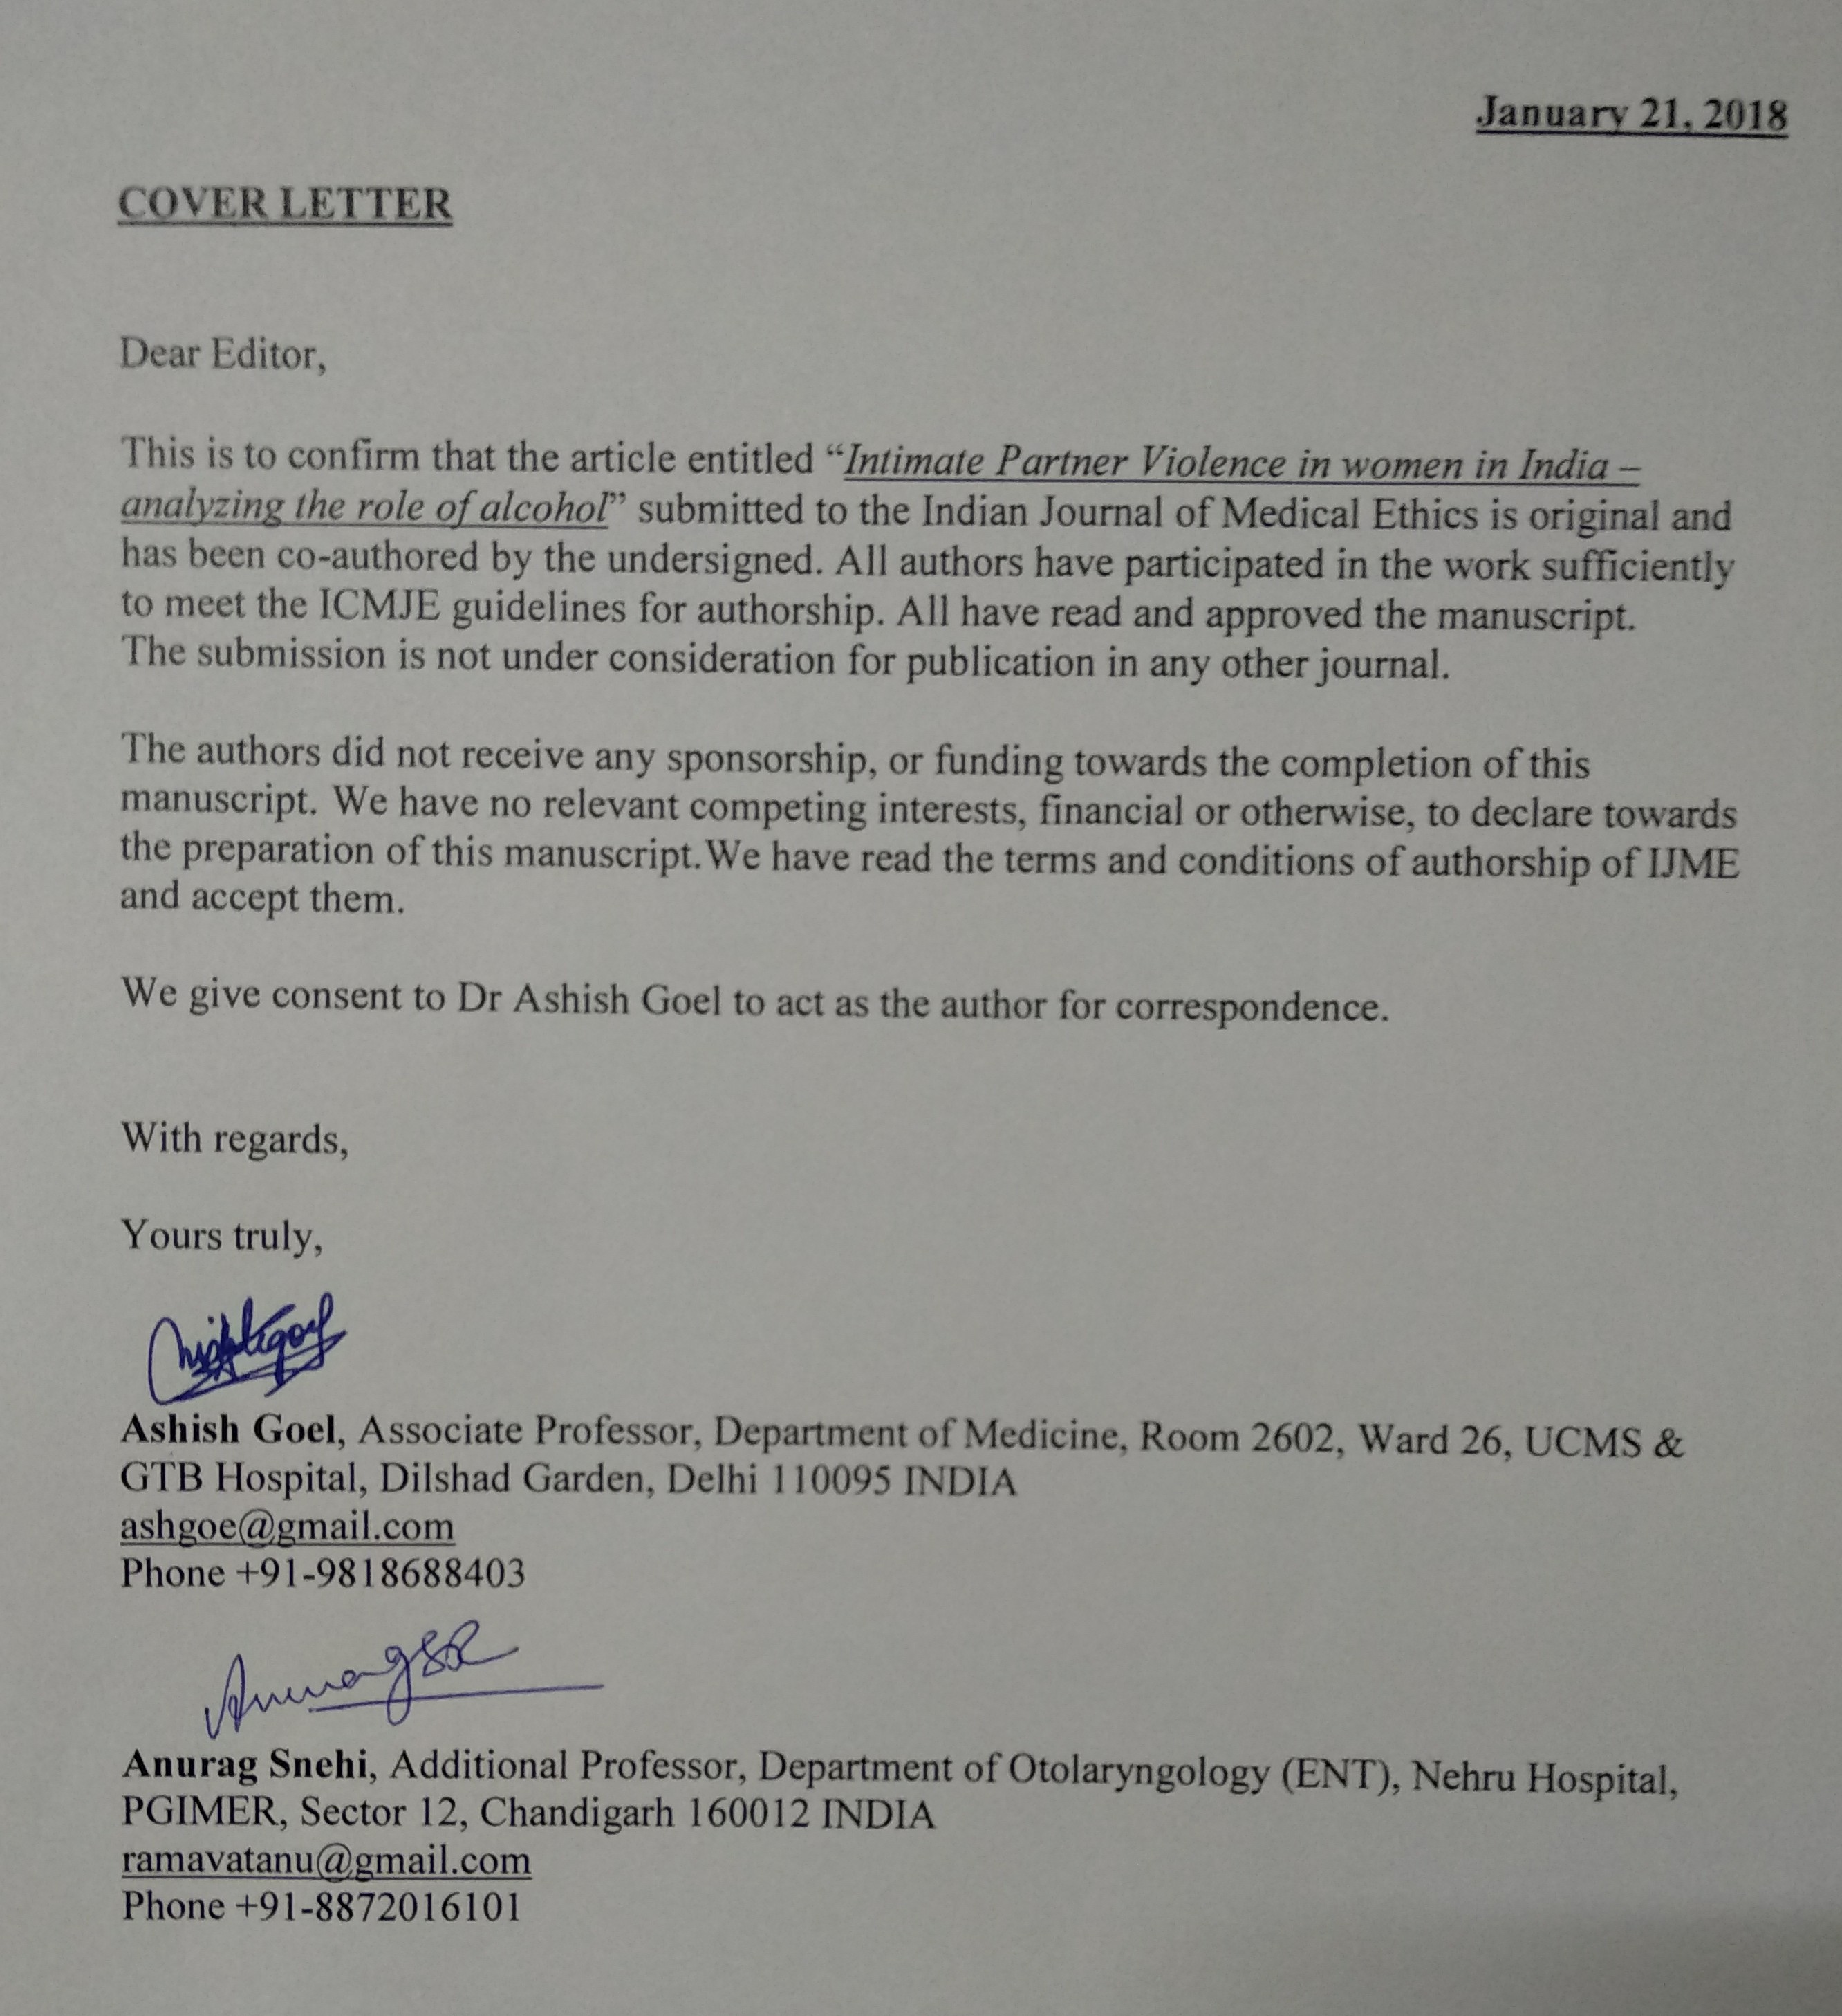 January 21, 2018
COVER LETTER
Dear Editor,
This is to confirm that the article entitled “Intimate Partner Violence in women in India –
analyzing the role of alcohol” submitted to the Indian Journal of Medical Ethics is original and
has been co-authored by the undersigned. All authors have participated in the work sufficiently
to meet the ICMJE guidelines for authorship. All have read and approved the manuscript.
The submission is not under consideration for publication in any other journal.
The authors did not receive any sponsorship, or funding towards the completion of this
manuscript. We have no relevant competing interests, financial or otherwise, to declare towards
the preparation of this manuscript. We have read the terms and conditions of authorship of IJME
and accept them.
We give consent to Dr Ashish Goel to act as the author for correspondence.
With regards,
Yours truly,
Ashish Goel, Associate Professor, Department of Medicine, Room 2602, Ward 26, UCMS &
GTB Hospital, Dilshad Garden, Delhi 110095 INDIA
ashgoe@gmail.com
Phone +91-9818688403
Anurag Snehi, Additional Professor, Department of Otolaryngology (ENT), Nehru Hospital,
PGIMER, Sector 12, Chandigarh 160012 INDIA
ramavatanu@gmail.com
Phone +91-8872016101